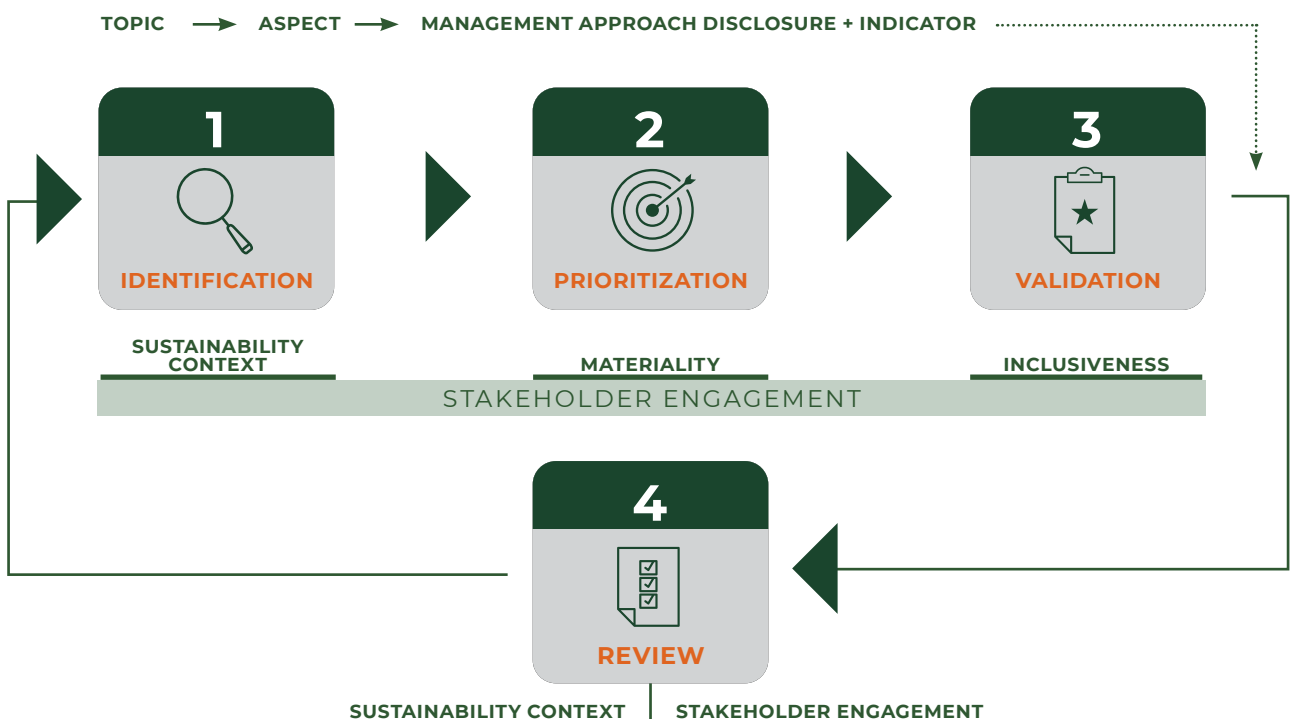 TOPIC ASPECT MANAGEMENT APPROACH DISCLOSURE + INDICATOR
1
IDENTIFICATION
2
PRIORITIZATION
3
VALIDATION
SUSTAINABILITY
CONTEXT
MATERIALITY
INCLUSIVENESS
STAKEHOLDER ENGAGEMENT
4
REVIEW
SUSTAINABILITY CONTEXT
STAKEHOLDER ENGAGEMENT